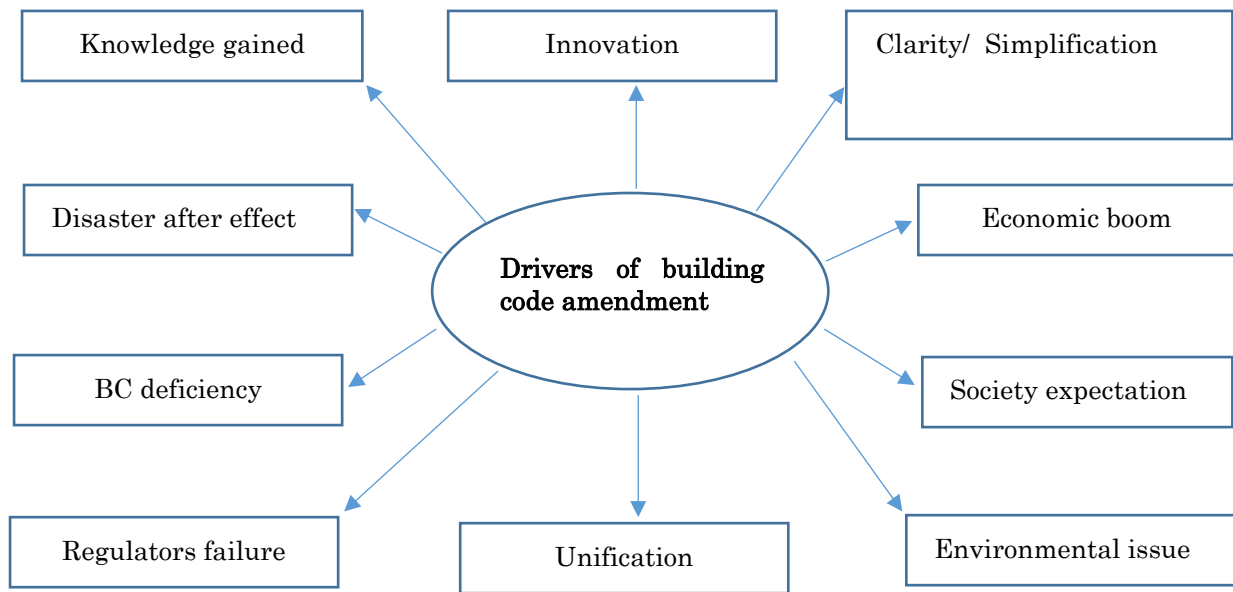 Knowledge gained
Innovation
Clarity/ Simplification
Disaster after effect
Economic boom
Drivers of building
code amendment
BC deficiency
Society expectation
Regulators failure
Unification
Environmental issue